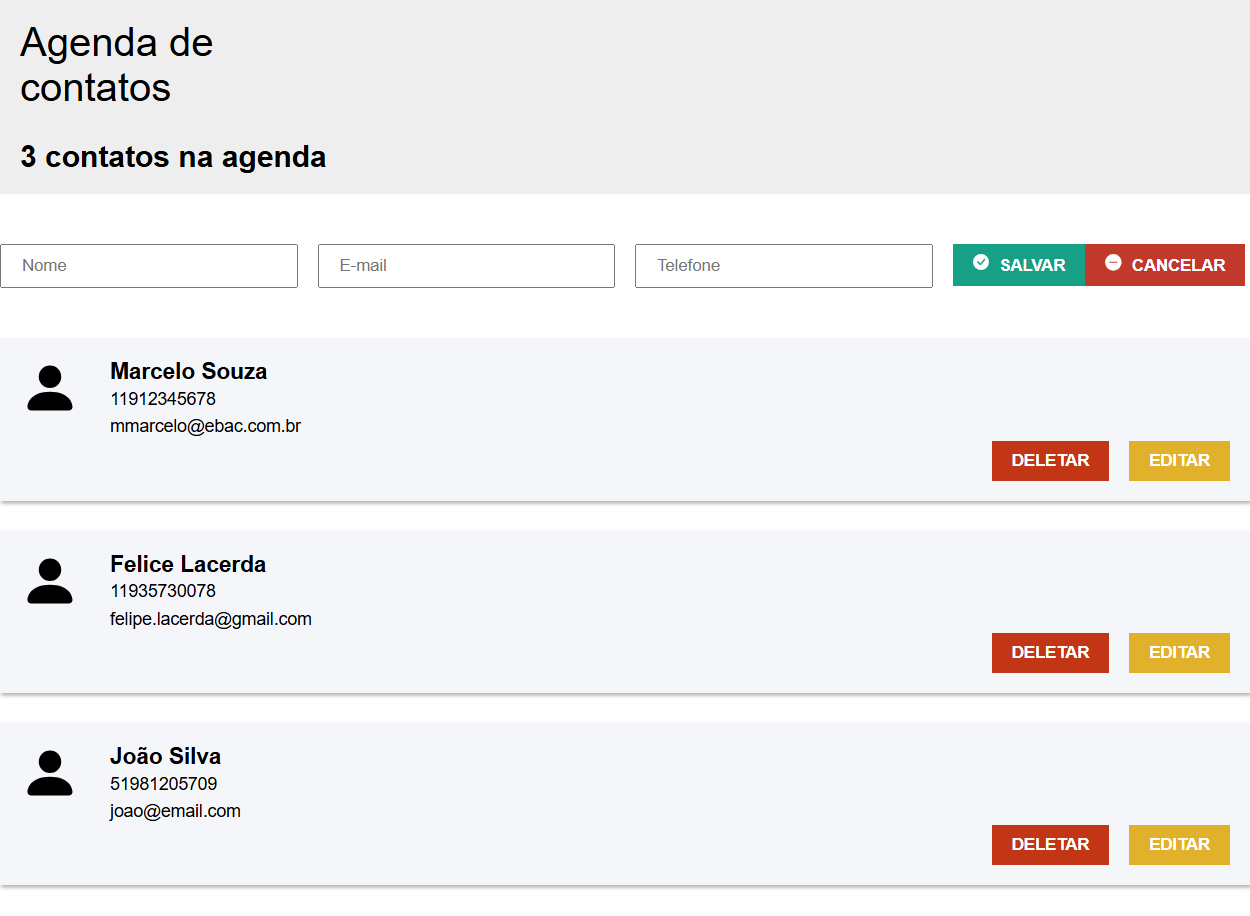 Agenda de
contatos
3 contatos na agenda
Nome E-mail Telefone SALVAR CANCELAR
Marcelo Souza
11912345678
mmarcelo@ebac.com.br
DELETAR EDITAR
Felice Lacerda
11935730078
felipe.lacerda@gmail.com
DELETAR EDITAR
João Silva
51981205709
joao@email.com
DELETAR EDITAR